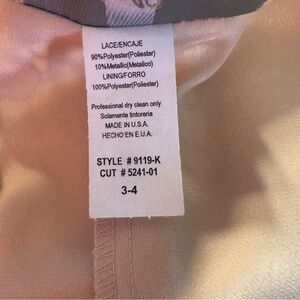 LACE/ENCAJE
90%Polyester(Poliester)
10%Metallic(Metalico)
LINING/FORRO
100%Polyester(Poliester)
Professional dry clean only
Solamente tintoreria
MADE IN U.S.A.
HECHO EN E.U.A.
STYLE # 9119-K
CUT # 5241-01
3-4